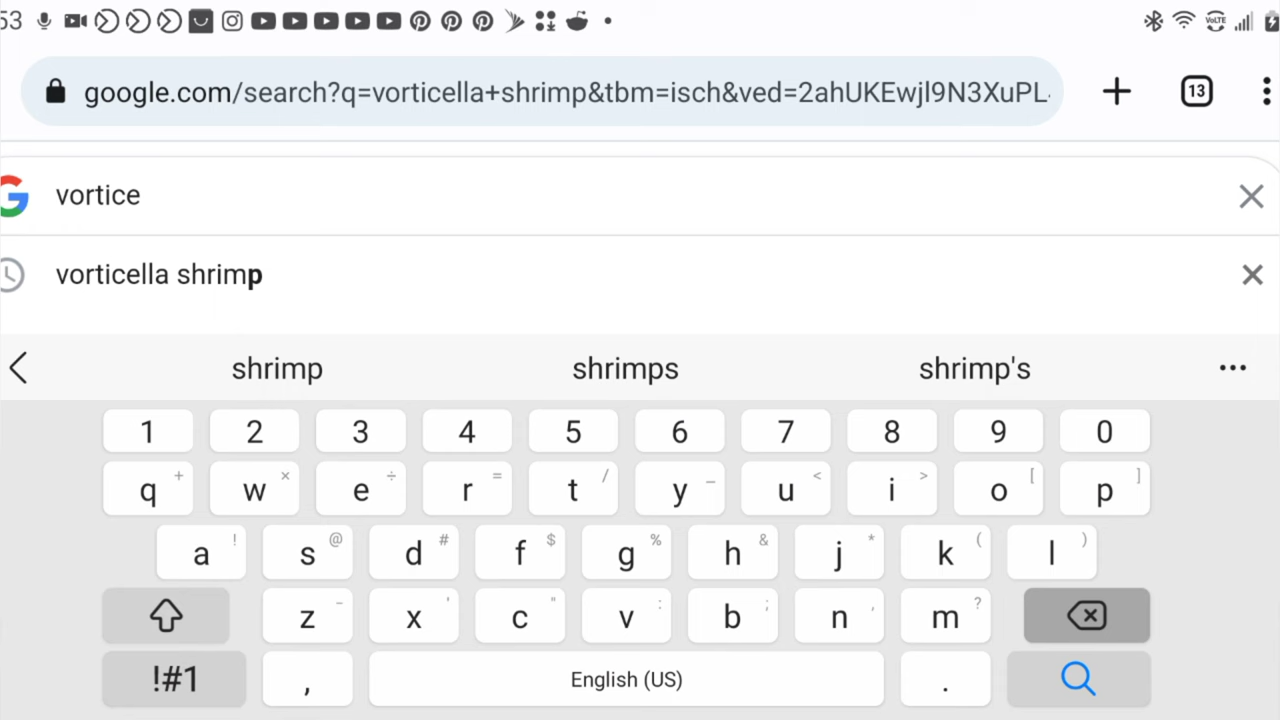 53
google.com/search?q=vorticella+shrimp&tbm=isch&ved=2ahUKEwjl9N3XuPL
13
vortice
vorticella shrimp
shrimp shrimps shrimp's
1 2 3 4 5 6 7 8 9 0
q + w × e ÷ r = t / y _ u < i > o [ p ]
a ! s @ d # f $ g % h & j * k ( l )
z - x ' c " v : b ; n , m ?
!#1 , English (US) .